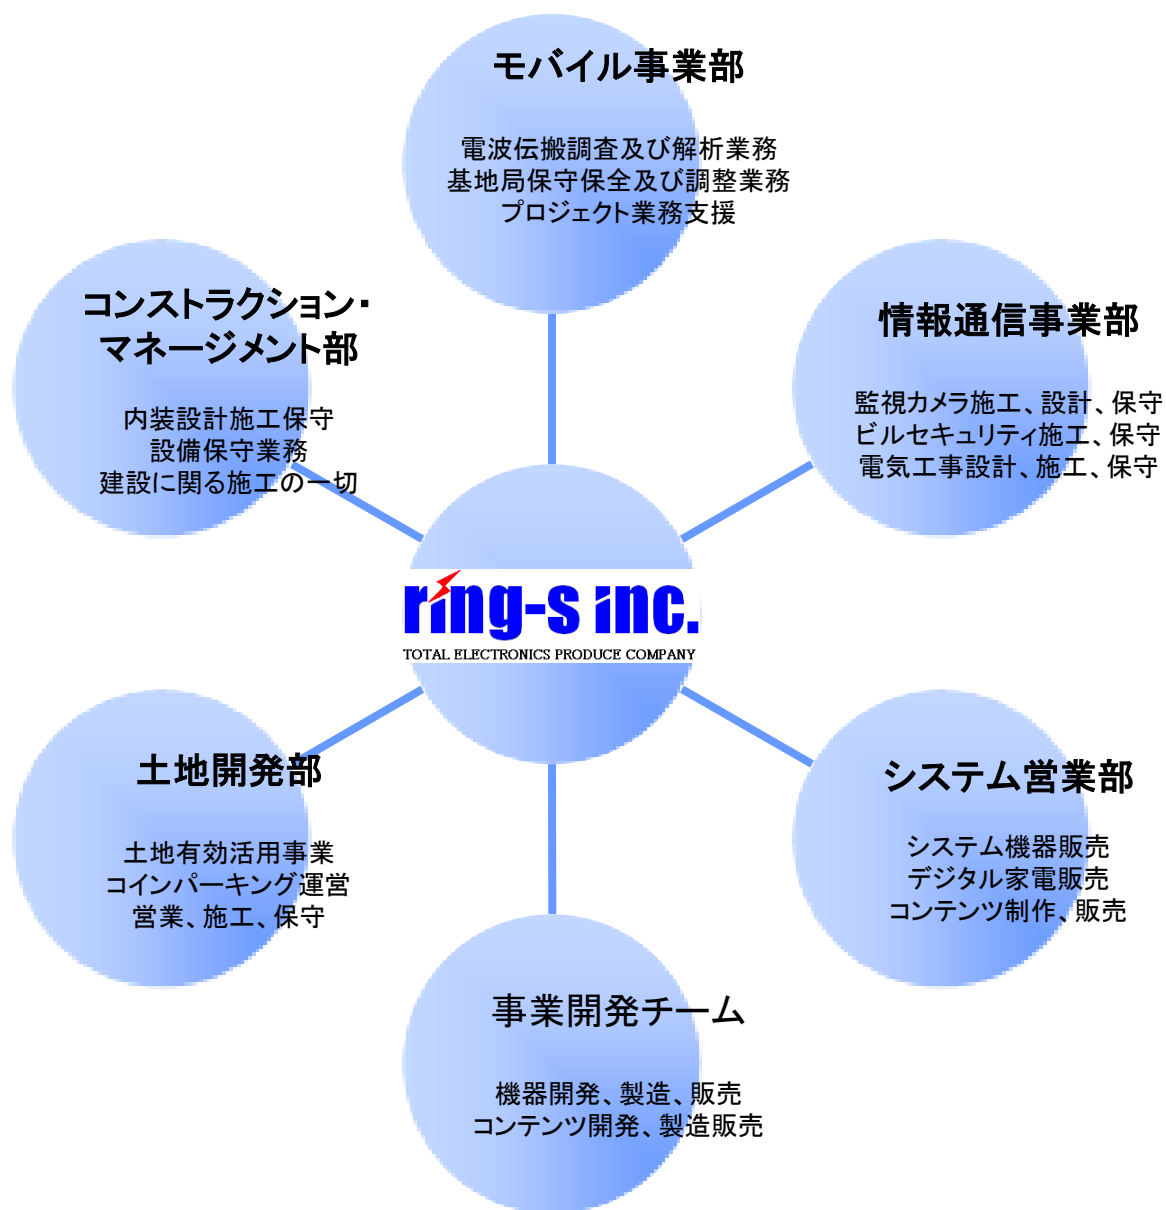 モバイル事業部
電波伝搬調査及び解析業務
基地局保守保全及び調整業務
プロジェクト業務支援
コンストラクション・
マネージメント部
内装設計施工保守
設備保守業務
建設に関る施工の一切
情報通信事業部
監視カメラ施工、設計、保守
ビルセキュリティ施工、保守
電気工事設計、施工、保守
ring-s inc.
TOTAL ELECTRONICS PRODUCE COMPANY
土地開発部
土地有効活用事業
コインパーキング運営
営業、施工、保守
システム営業部
システム機器販売
デジタル家電販売
コンテンツ制作、販売
事業開発チーム
機器開発、製造、販売
コンテンツ開発、製造販売